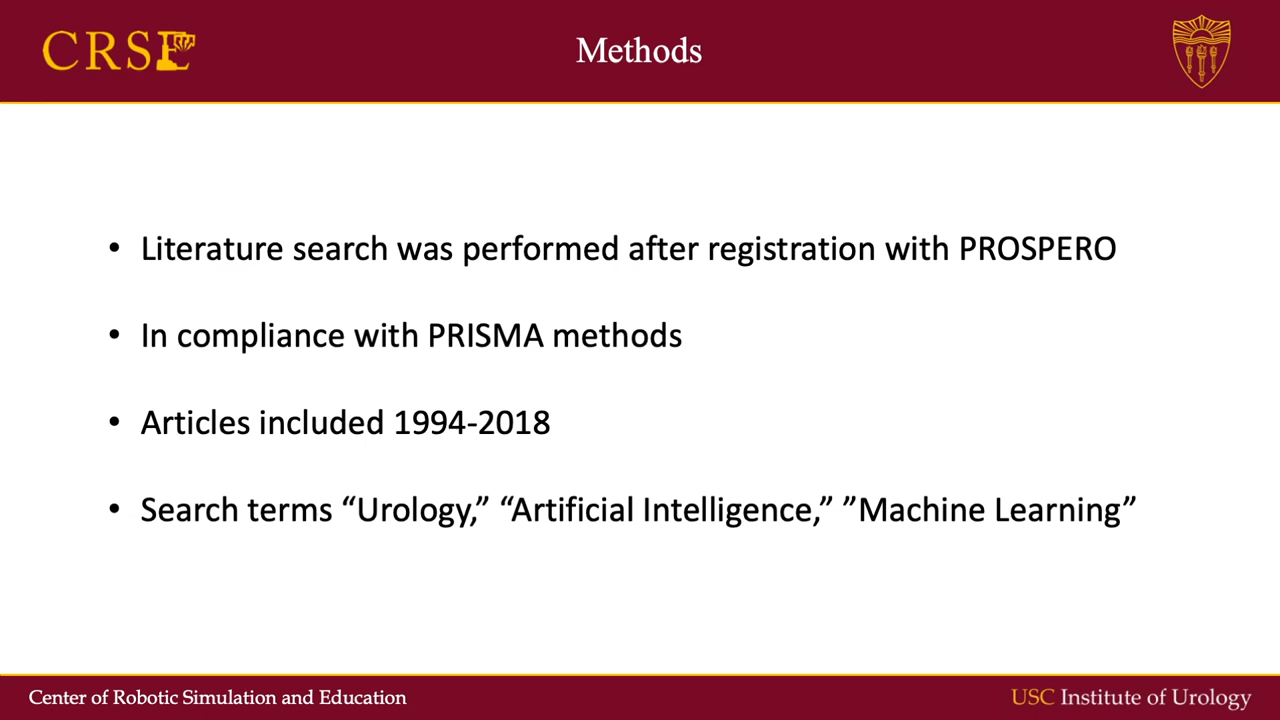 CRSE
Methods
• Literature search was performed after registration with PROSPERO
• In compliance with PRISMA methods
• Articles included 1994-2018
• Search terms “Urology,” “Artificial Intelligence,” ”Machine Learning”
Center of Robotic Simulation and Education
USC Institute of Urology